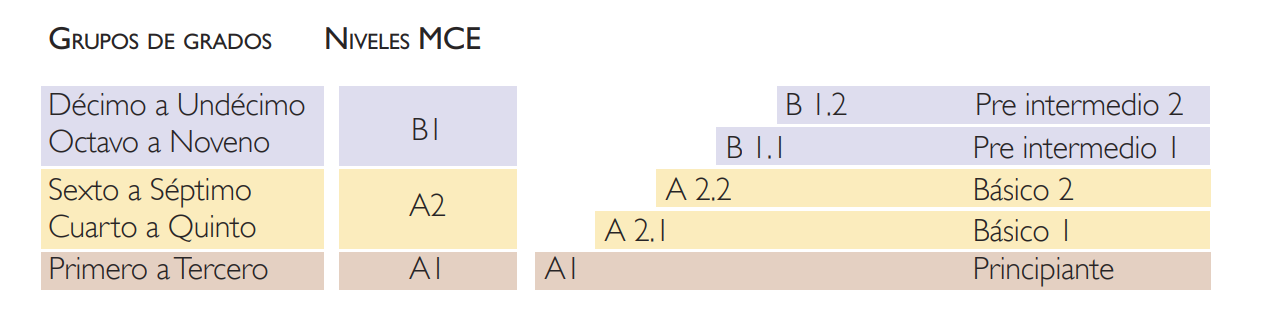 Grupos de grados Niveles MCE
Décimo a Undécimo B 1.2 Pre intermedio 2
B1
Octavo a Noveno B 1.1 Pre intermedio 1
Sexto a Séptimo A 2.2 Básico 2
A2
Cuarto a Quinto A 2.1 Básico 1
Primero a Tercero A1 A1 Principiante